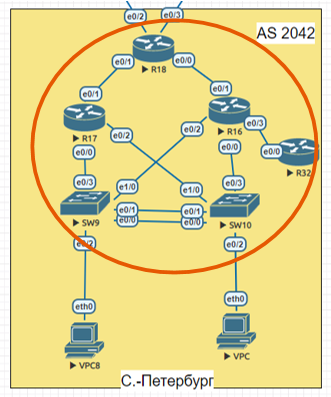 e0/2 e0/3
AS 2042
R18
e0/1 e0/0
e0/1 e0/1
R17 R16
e0/2 e0/2 e0/3
e0/0 e0/0 e0/0
R32
e0/3 e1/0 e1/0 e0/3
e0/1 e0/1
e0/0 e0/0
SW9 SW10
e0/2 e0/2
eth0 eth0
VPC8 VPC
С.-Петербург